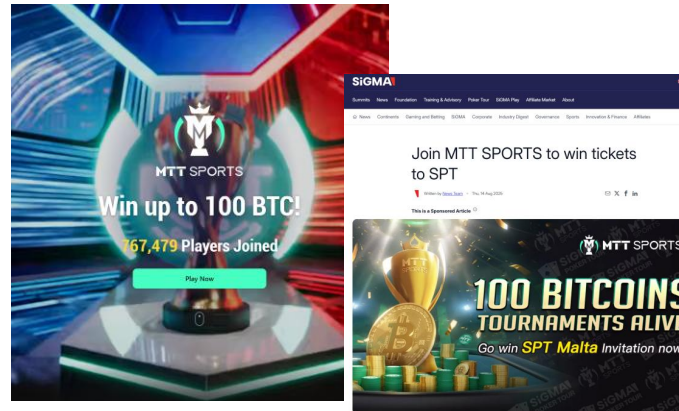 MTT SPORTS
Win up to 100 BTC!
767,479 Players Joined
Play Now
SiGMA
Summits News Foundation Training & Advisory Poker Tour SiGMA Play Affiliate Market About
News Continents Gaming and Betting SiGMA Corporate Industry Digest Governance Sports Innovation & Finance Affiliates
Join MTT SPORTS to win tickets
to SPT
Written by News Team Thu, 14 Aug 2025
This is a Sponsored Article
MTT SPORTS
100 BITCOINS
TOURNAMENTS ALIVE
Go win SPT Malta Invitation now